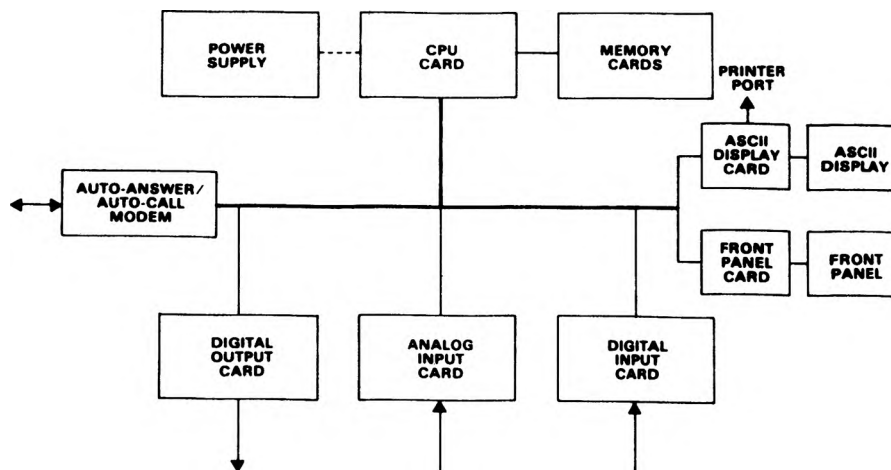 POWER
SUPPLY
CPU
CARD
MEMORY
CARDS
PRINTER
PORT
ASCII
DISPLAY
CARD
ASCII
DISPLAY
AUTO-ANSWER/
AUTO-CALL
MODEM
FRONT
PANEL
CARD
FRONT
PANEL
DIGITAL
OUTPUT
CARD
ANALOG
INPUT
CARD
DIGITAL
INPUT
CARD